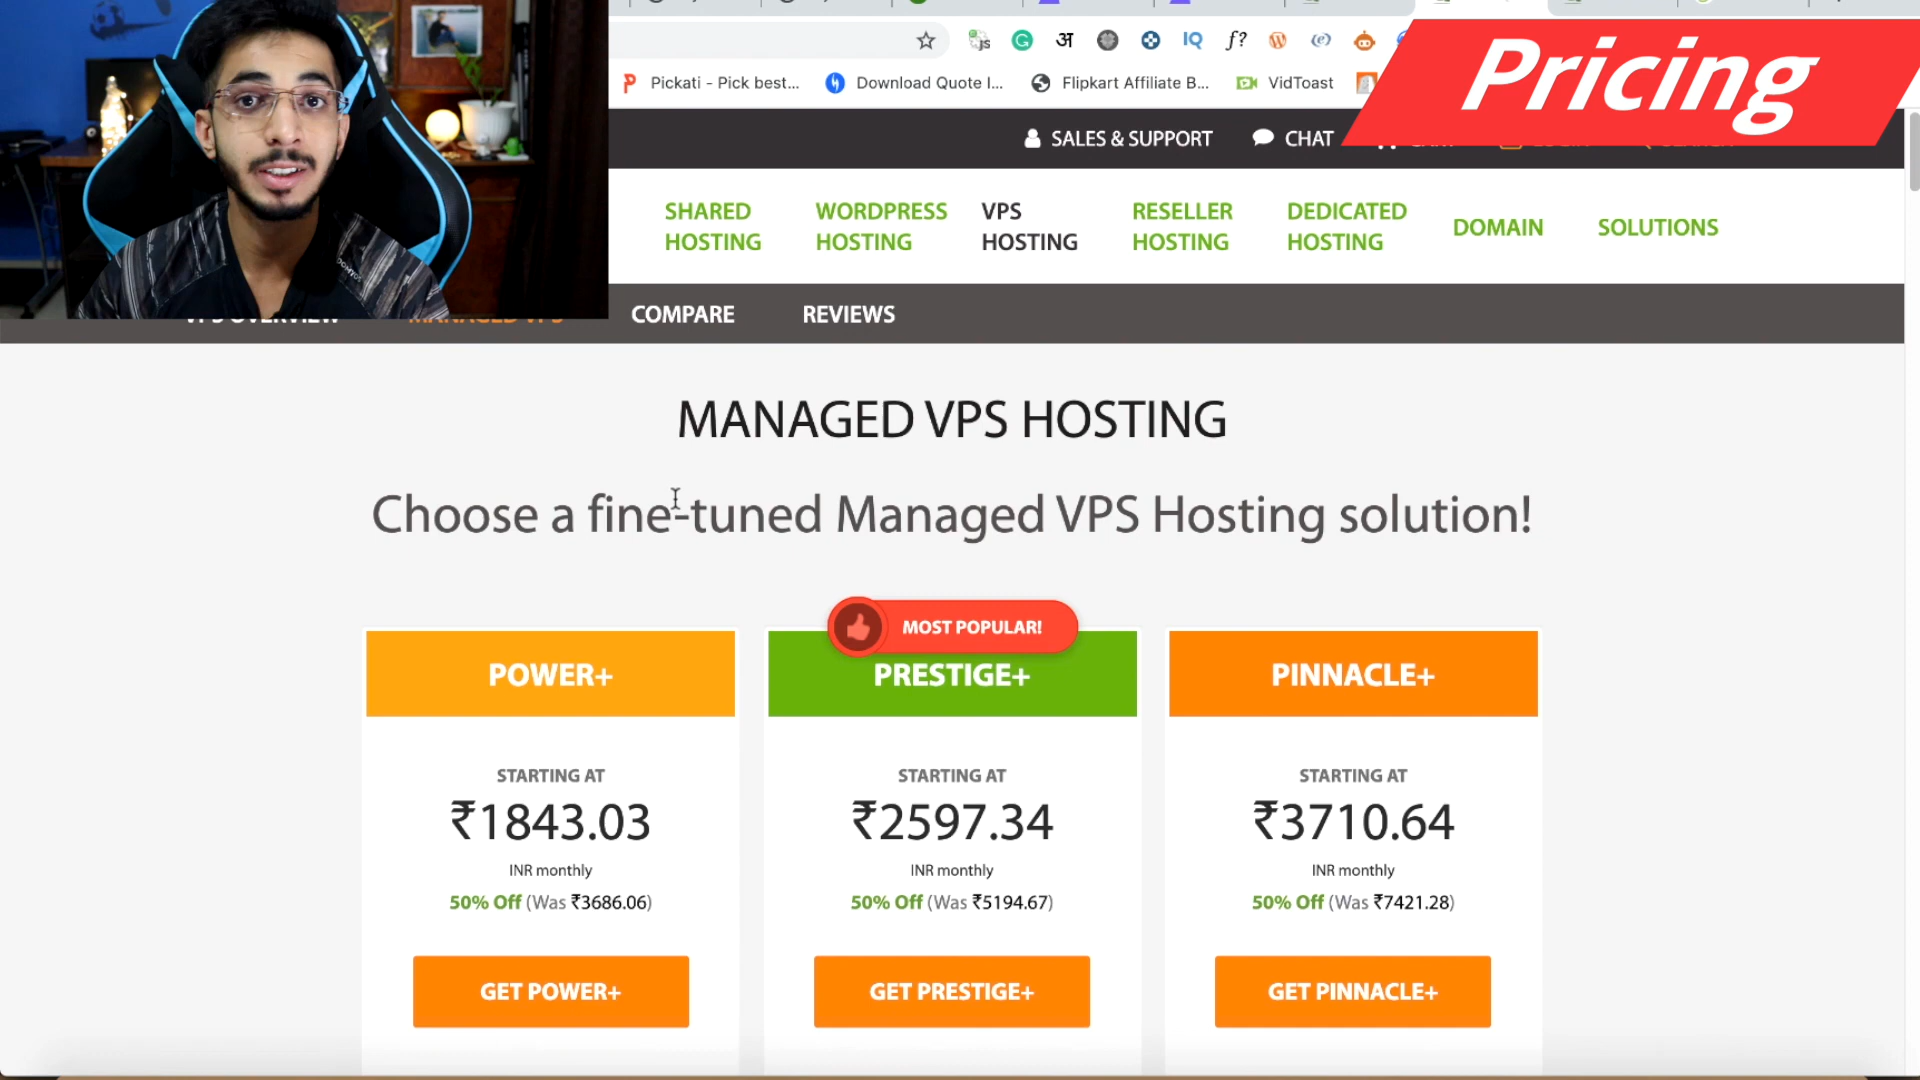 Pricing
IQ
f?
अ
Pickati - Pick best...
Download Quote I...
Flipkart Affiliate B...
VidToast
SALES & SUPPORT
CHAT
SHARED HOSTING
WORDPRESS HOSTING
VPS HOSTING
RESELLER HOSTING
DEDICATED HOSTING
DOMAIN
SOLUTIONS
VPS OVERVIEW
MANAGED VPS
COMPARE
REVIEWS
MANAGED VPS HOSTING
Choose a fine-tuned Managed VPS Hosting solution!
MOST POPULAR!
POWER+
STARTING AT
₹1843.03
INR monthly
50% Off (Was ₹3686.06)
GET POWER+
PRESTIGE+
STARTING AT
₹2597.34
INR monthly
50% Off (Was ₹5194.67)
GET PRESTIGE+
PINNACLE+
STARTING AT
₹3710.64
INR monthly
50% Off (Was ₹7421.28)
GET PINNACLE+